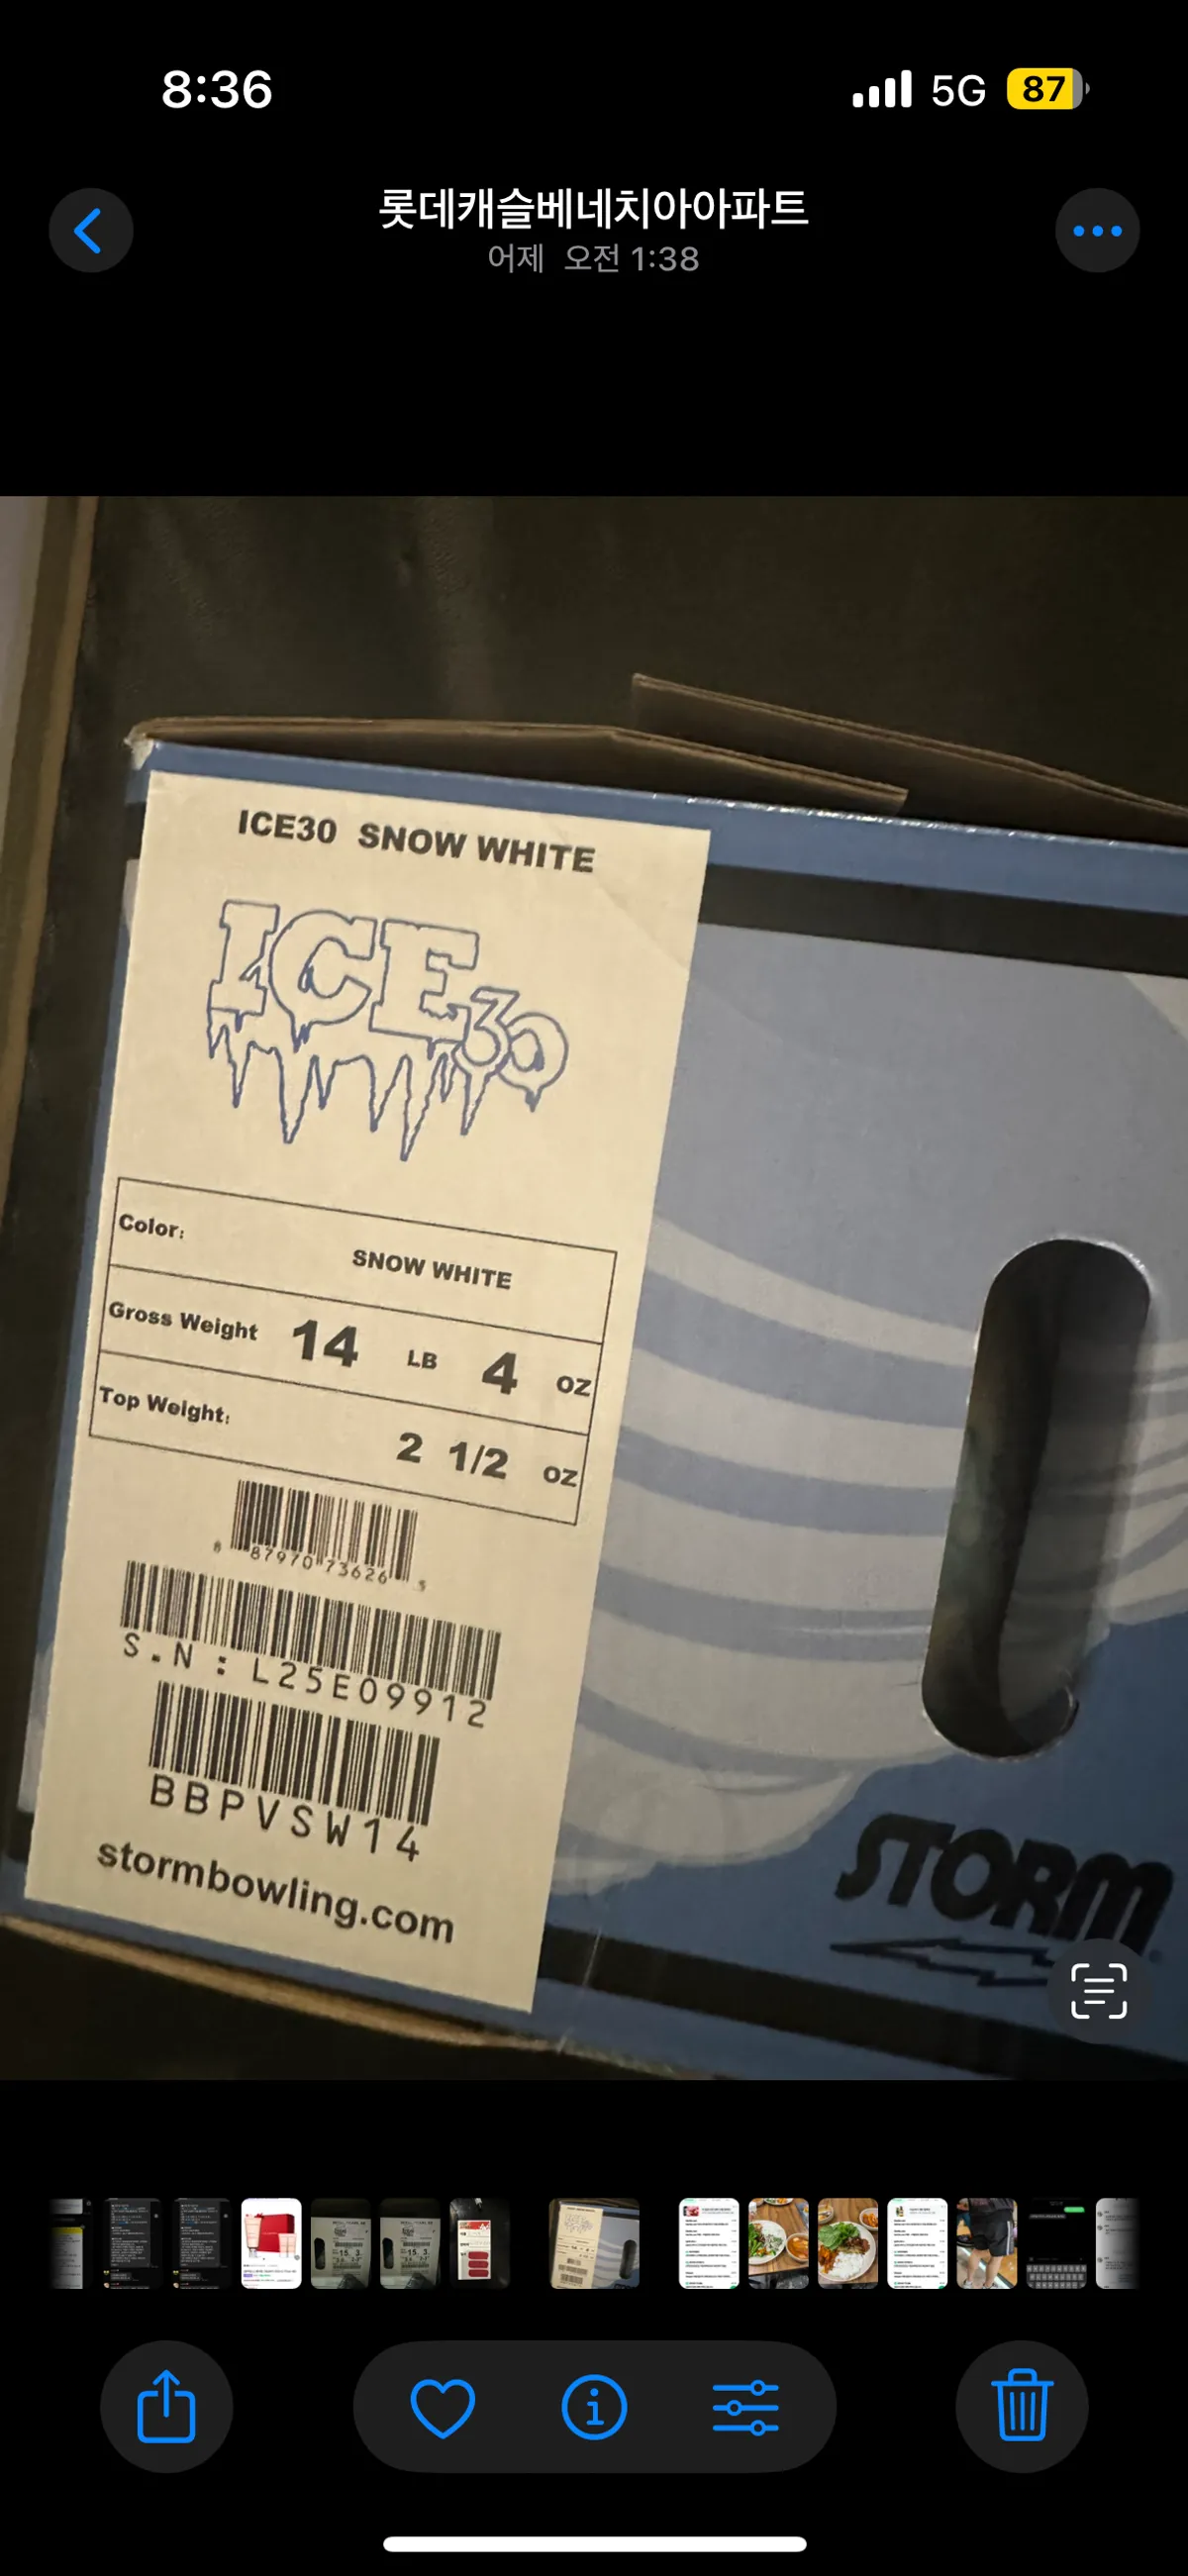 8:36
5G 87
롯데캐슬베네치아아파트
어제 오전 1:38
ICE30 SNOW WHITE
ICE30
Color: SNOW WHITE
Gross Weight 14 LB 4 OZ
Top Weight: 2 1/2 OZ
8 87970 73626 5
S.N:L25E09912
BBPVSW14
stormbowling.com
STORM